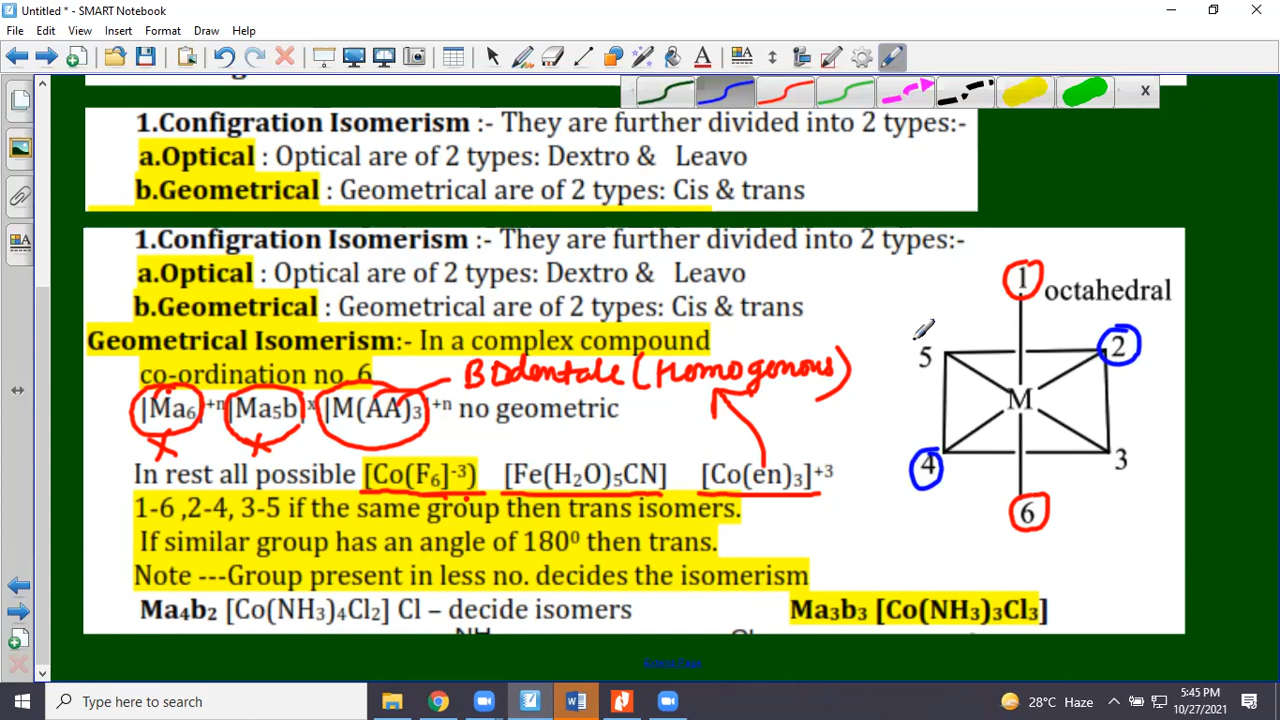 Untitled * - SMART Notebook
File Edit View Insert Format Draw Help
1.Configration Isomerism :- They are further divided into 2 types:-
a.Optical : Optical are of 2 types: Dextro & Leavo
b.Geometrical : Geometrical are of 2 types: Cis & trans
1.Configration Isomerism :- They are further divided into 2 types:-
a.Optical : Optical are of 2 types: Dextro & Leavo
b.Geometrical : Geometrical are of 2 types: Cis & trans
Geometrical Isomerism:- In a complex compound
co-ordination no. 6
BDdentate (Homogenous)
|Ma₆|⁺ⁿ |Ma₅b|ˣ |M(AA)₃|⁺ⁿ no geometric
In rest all possible [Co(F₆]⁻³) [Fe(H₂O)₅CN] [Co(en)₃]⁺³
1-6 ,2-4, 3-5 if the same group then trans isomers.
If similar group has an angle of 180⁰ then trans.
Note ---Group present in less no. decides the isomerism
Ma₄b₂ [Co(NH₃)₄Cl₂] Cl – decide isomers Ma₃b₃ [Co(NH₃)₃Cl₃]
1
octahedral
5 2
M
4 3
6
Extend Page
Type here to search
28°C Haze
5:45 PM
10/27/2021